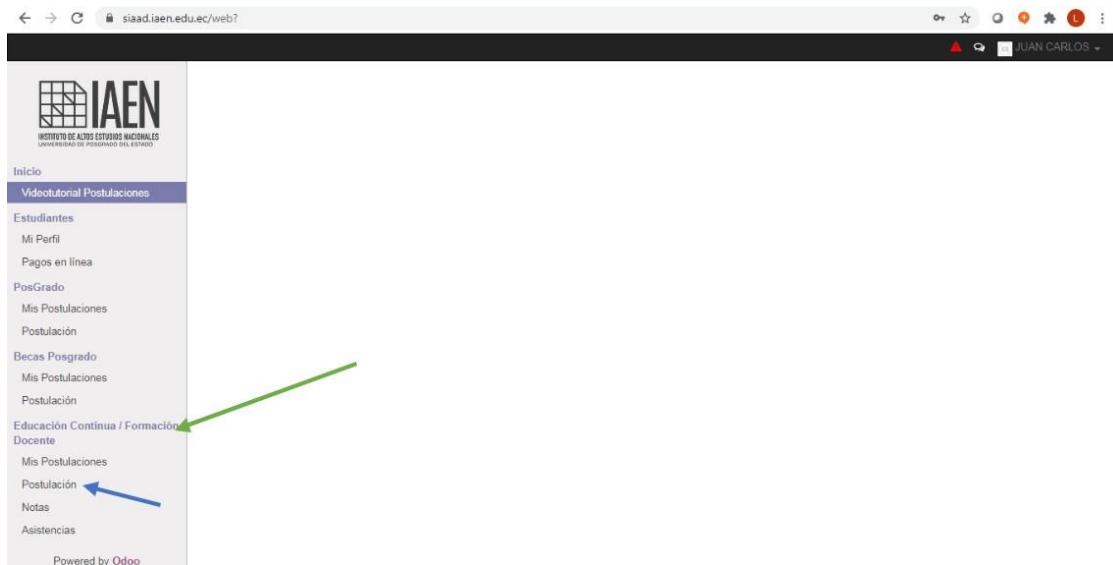 siaad.iaen.edu.ec/web?
L
JUAN CARLOS
IAEN
INSTITUTO DE ALTOS ESTUDIOS NACIONALES
UNIVERSIDAD DE POSGRADO DEL ESTADO
Inicio
Videotutorial Postulaciones
Estudiantes
Mi Perfil
Pagos en línea
PosGrado
Mis Postulaciones
Postulación
Becas Posgrado
Mis Postulaciones
Postulación
Educación Continua / Formación
Docente
Mis Postulaciones
Postulación
Notas
Asistencias
Powered by Odoo